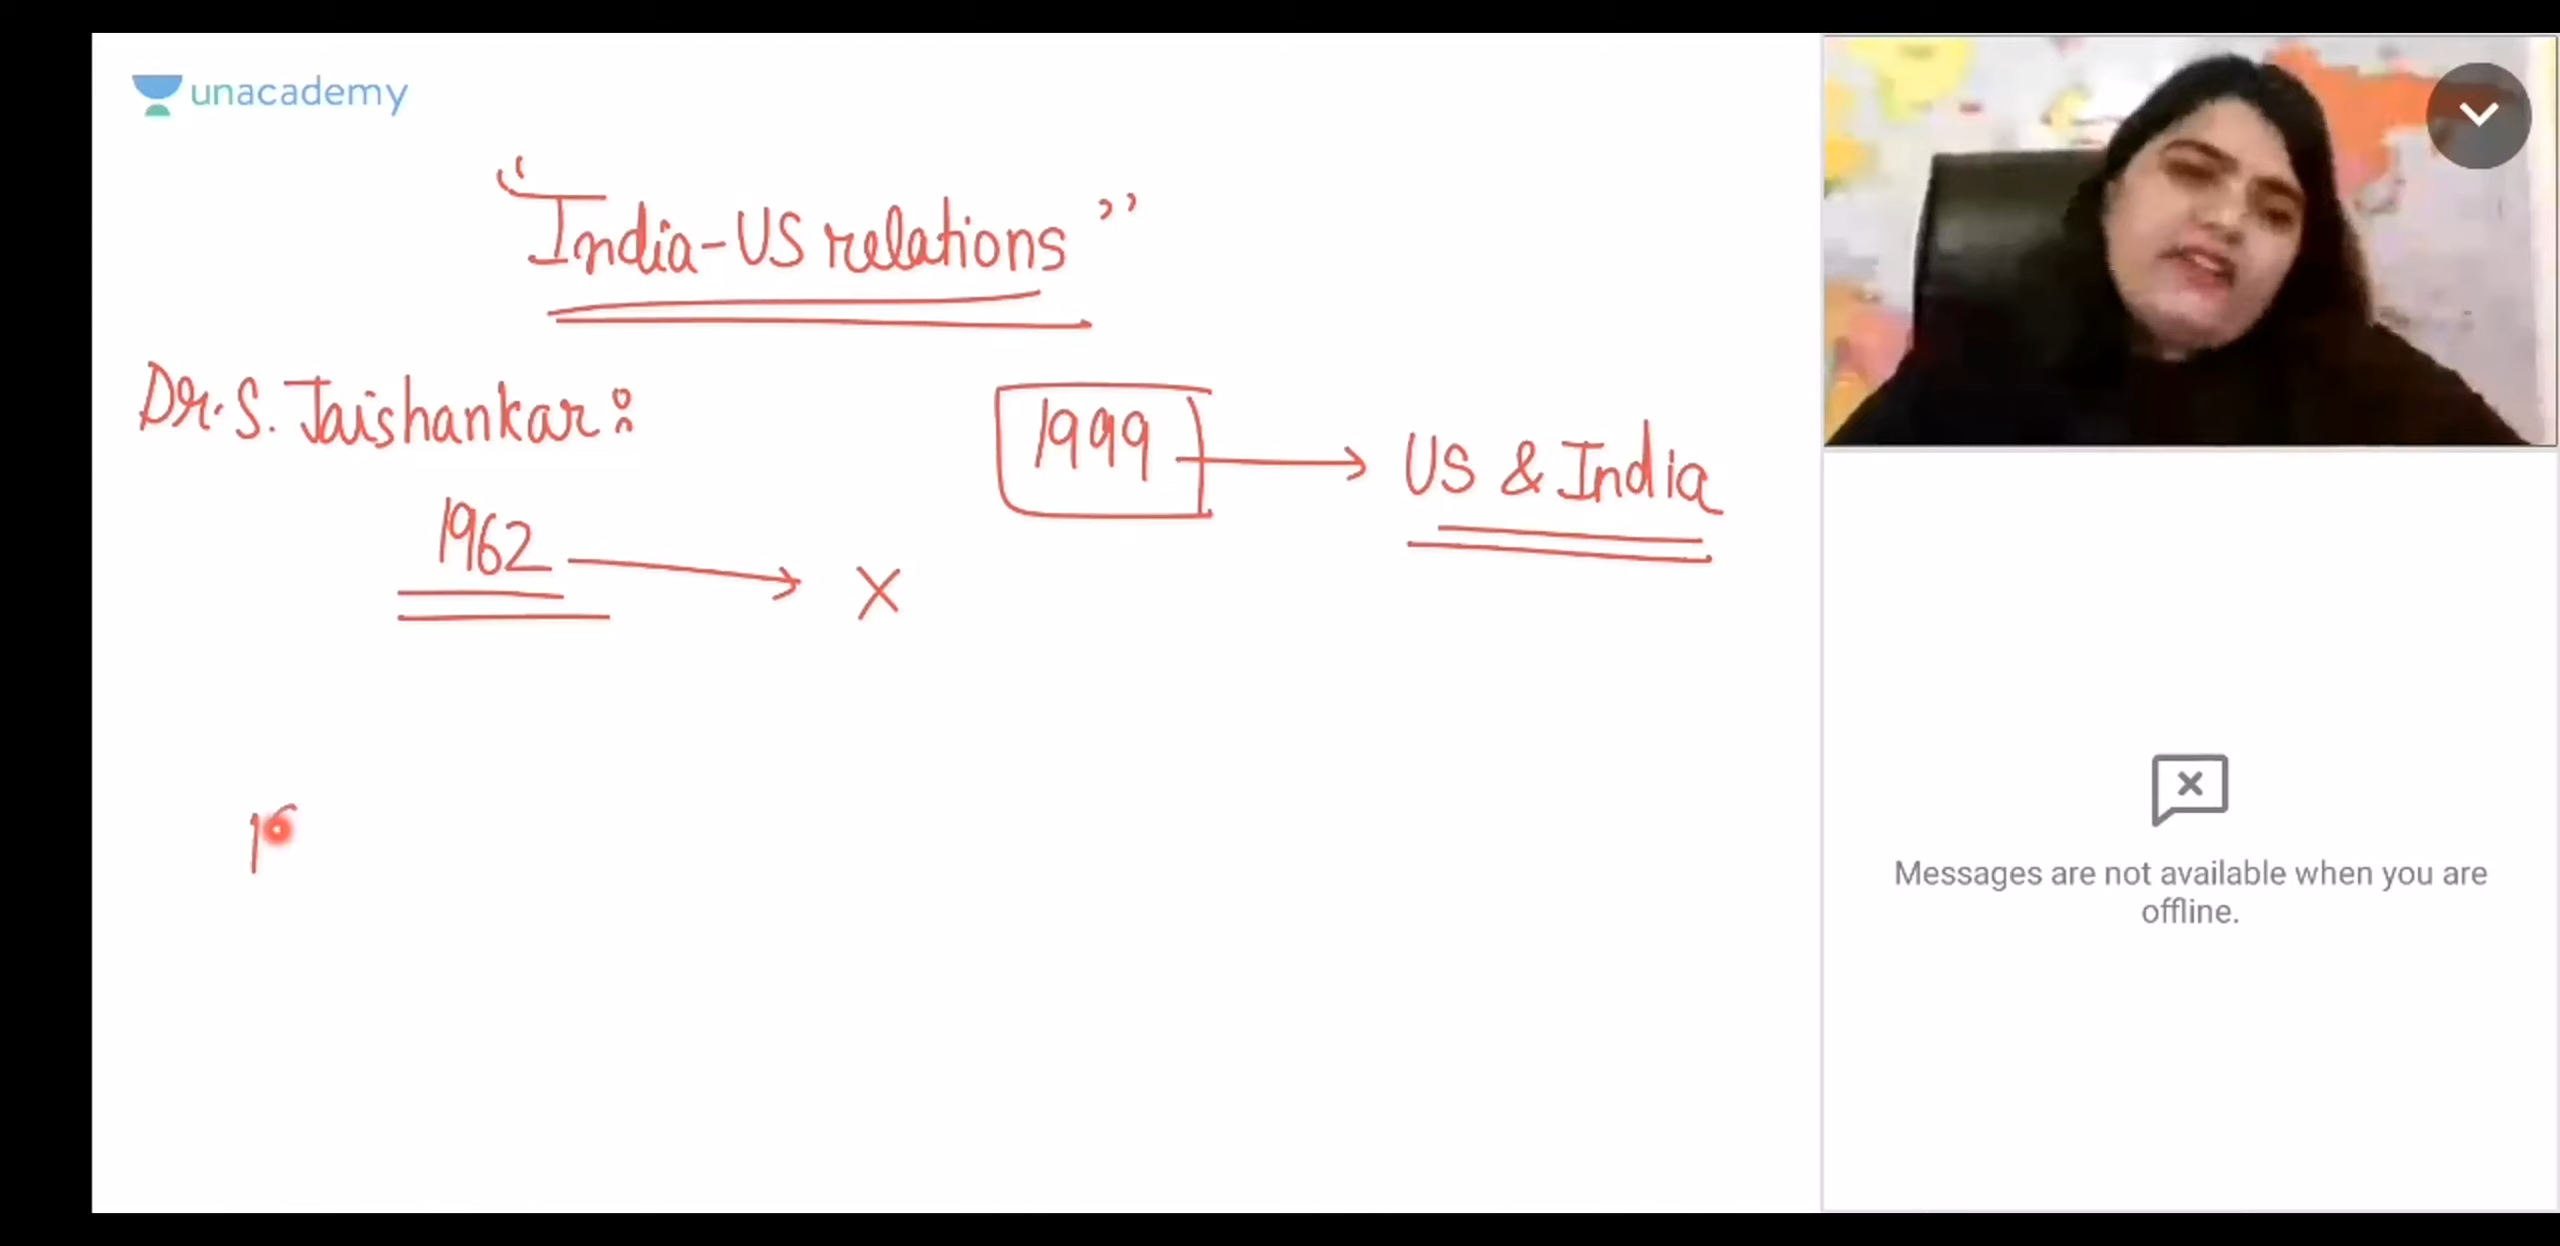 unacademy
"India-US relations"
Dr. S. Jaishankar:
1999 → US & India
1962 → X
Messages are not available when you are
offline.